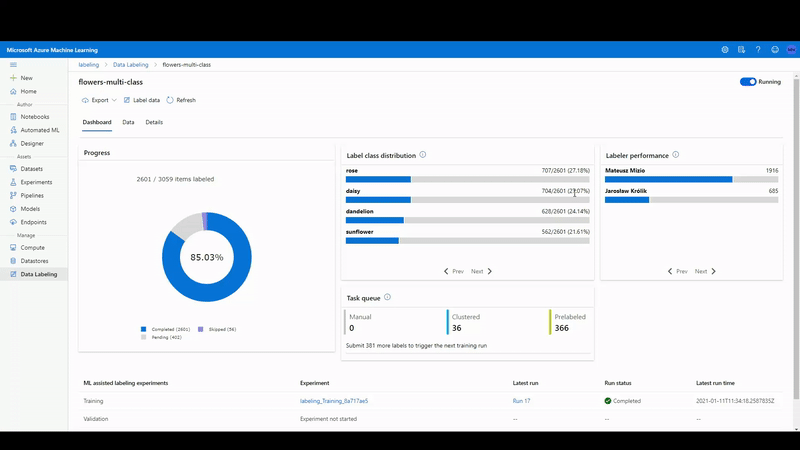 Microsoft Azure Machine Learning
labeling > Data Labeling > flowers-multi-class
New
Home
Author
Notebooks
Automated ML
Designer
Assets
Datasets
Experiments
Pipelines
Models
Endpoints
Manage
Compute
Datastores
Data Labeling
flowers-multi-class
Running
Export
Label data
Refresh
Dashboard
Data
Details
Progress
2601 / 3059 items labeled
85.03%
Completed (2601)
Skipped (56)
Pending (402)
Label class distribution
rose 707/2601 (27.18%)
daisy 704/2601 (27.07%)
dandelion 628/2601 (24.14%)
sunflower 562/2601 (21.61%)
Prev Next
Labeler performance
Mateusz Mizio 1916
Jarosław Królik 685
Prev Next
Task queue
Manual Clustered Prelabeled
0 36 366
Submit 381 more labels to trigger the next training run
ML assisted labeling experiments Experiment Latest run Run status Latest run time
Training labeling_Training_8a717ae5 Run 17 Completed 2021-01-11T11:34:18.2587835Z
Validation Experiment not started -- -- --